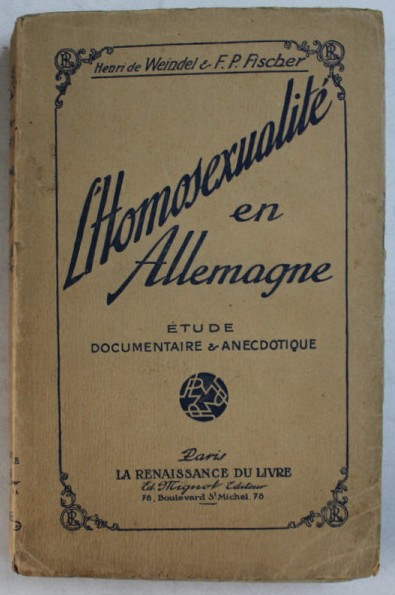 Henri de Weindel & F. P. Fischer
L'Homosexualité
en
Allemagne
ÉTUDE
DOCUMENTAIRE & ANECDOTIQUE
Paris
LA RENAISSANCE DU LIVRE
Ed. Mignot Editeur
78, Boulevard St Michel, 78